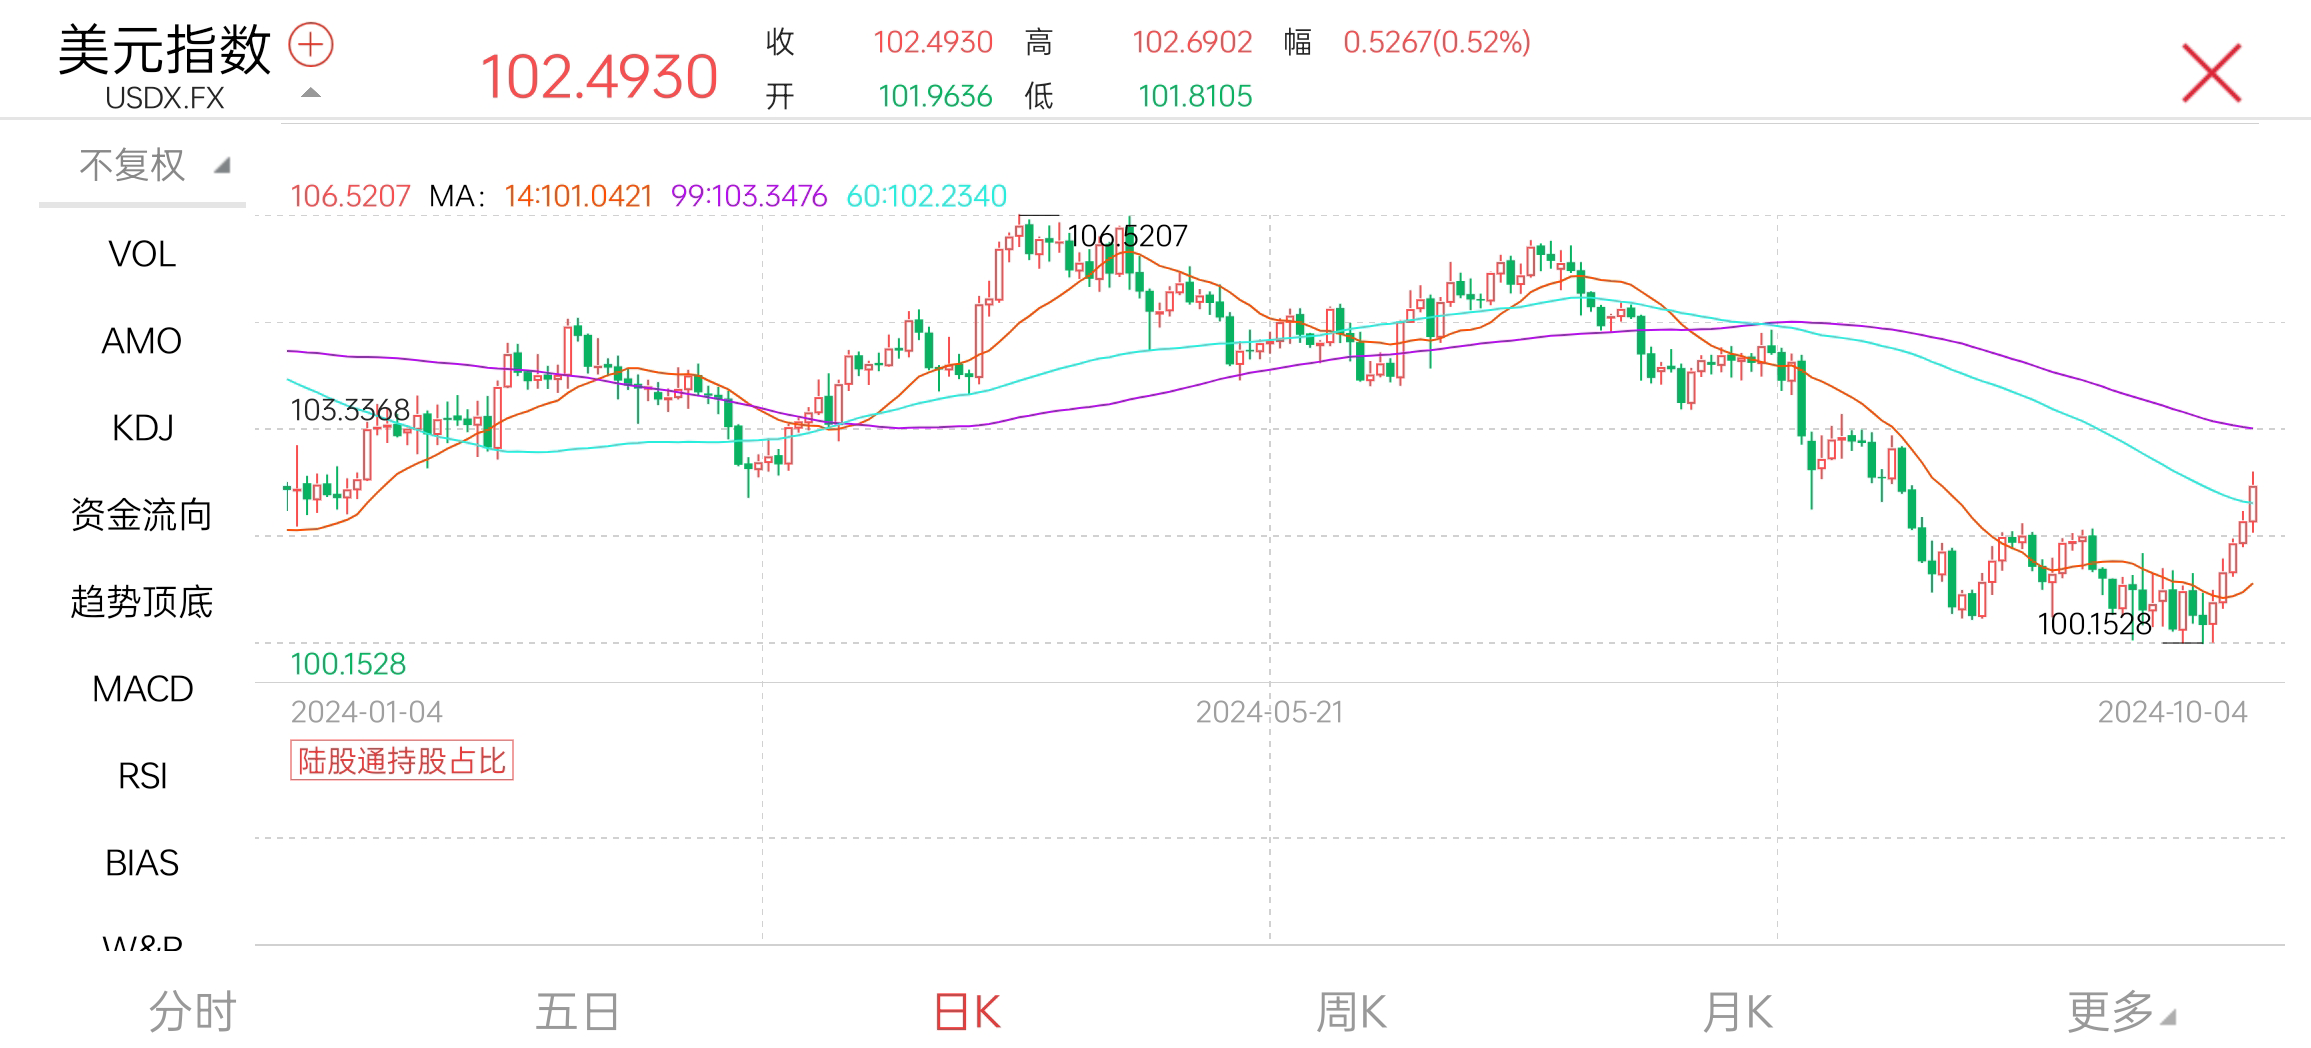 美元指数
USDX.FX
102.4930
收 102.4930 高 102.6902 幅 0.5267(0.52%)
开 101.9636 低 101.8105
不复权
106.5207 MA: 14:101.0421 99:103.3476 60:102.2340
VOL
AMO
KDJ
资金流向
趋势顶底
MACD
RSI
BIAS
W&R
106.5207
103.3368
100.1528
100.1528
2024-01-04 2024-05-21 2024-10-04
陆股通持股占比
分时 五日 日K 周K 月K 更多